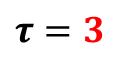 τ = 3